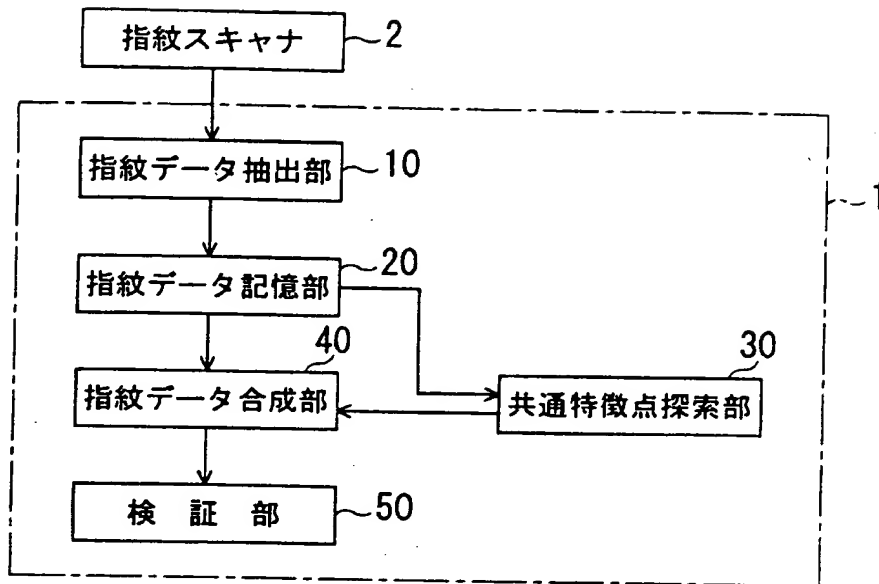 指紋スキャナ 2
指紋データ抽出部 10
1
指紋データ記憶部 20
指紋データ合成部 40
共通特徴点探索部 30
検証部 50